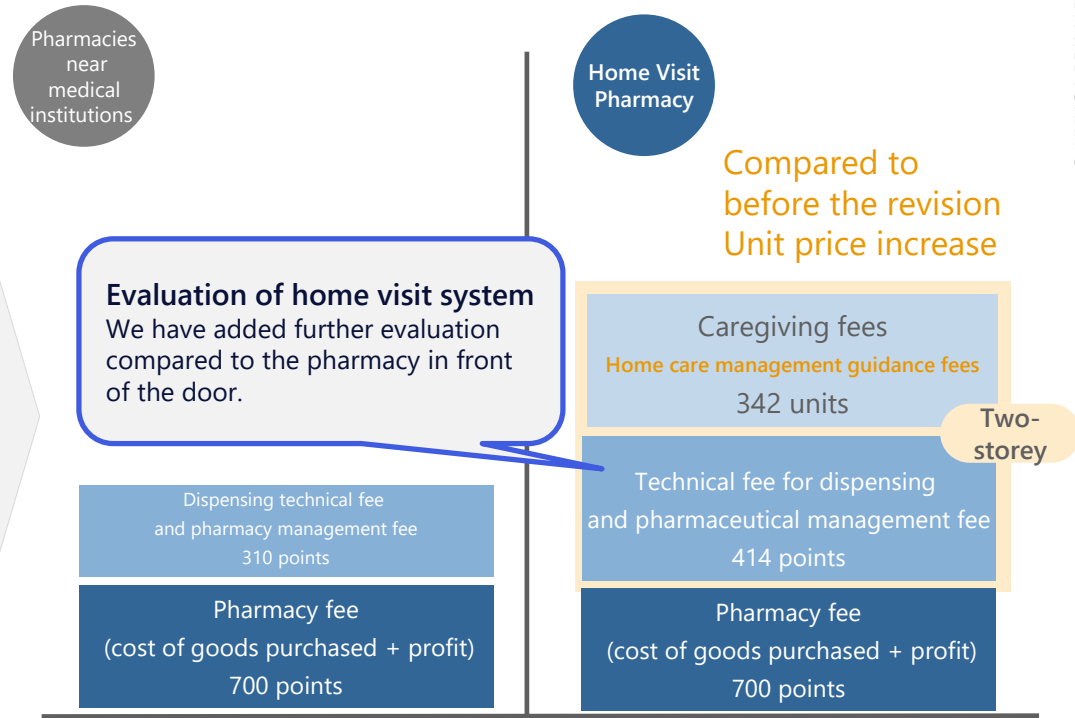 Pharmacies
near
medical
institutions
Home Visit
Pharmacy
Compared to
before the revision
Unit price increase
Evaluation of home visit system
We have added further evaluation
compared to the pharmacy in front
of the door.
Caregiving fees
Home care management guidance fees
342 units
Two-
storey
Dispensing technical fee
and pharmacy management fee
310 points
Technical fee for dispensing
and pharmaceutical management fee
414 points
Pharmacy fee
(cost of goods purchased + profit)
700 points
Pharmacy fee
(cost of goods purchased + profit)
700 points